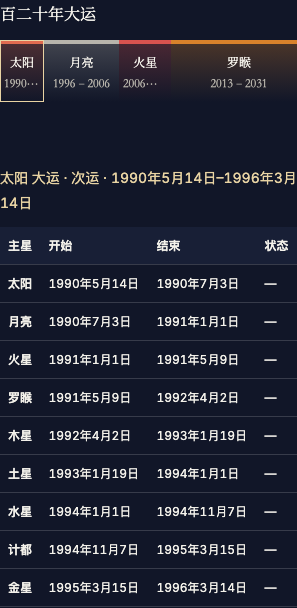 百二十年大运
太阳 月亮 火星 罗睺
1990… 1996 – 2006 2006… 2013 – 2031
太阳 大运 · 次运 · 1990年5月14日–1996年3月
14日
主星 开始 结束 状态
太阳 1990年5月14日 1990年7月3日 —
月亮 1990年7月3日 1991年1月1日 —
火星 1991年1月1日 1991年5月9日 —
罗睺 1991年5月9日 1992年4月2日 —
木星 1992年4月2日 1993年1月19日 —
土星 1993年1月19日 1994年1月1日 —
水星 1994年1月1日 1994年11月7日 —
计都 1994年11月7日 1995年3月15日 —
金星 1995年3月15日 1996年3月14日 —